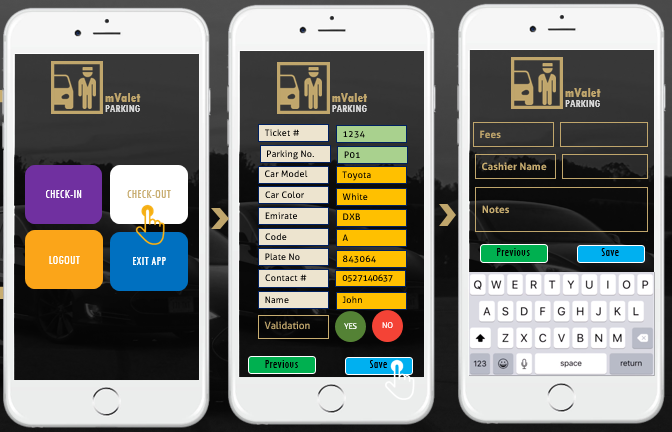 mValet
PARKING
CHECK-IN
CHECK-OUT
LOGOUT
EXIT APP
mValet
PARKING
Ticket # 1234
Parking No. P01
Car Model Toyota
Car Color White
Emirate DXB
Code A
Plate No 843064
Contact # 0527140637
Name John
Validation YES NO
Previous Save
mValet
PARKING
Fees
Cashier Name
Notes
Previous Save
Q W E R T Y U I O P
A S D F G H J K L
Z X C V B N M
123 space return